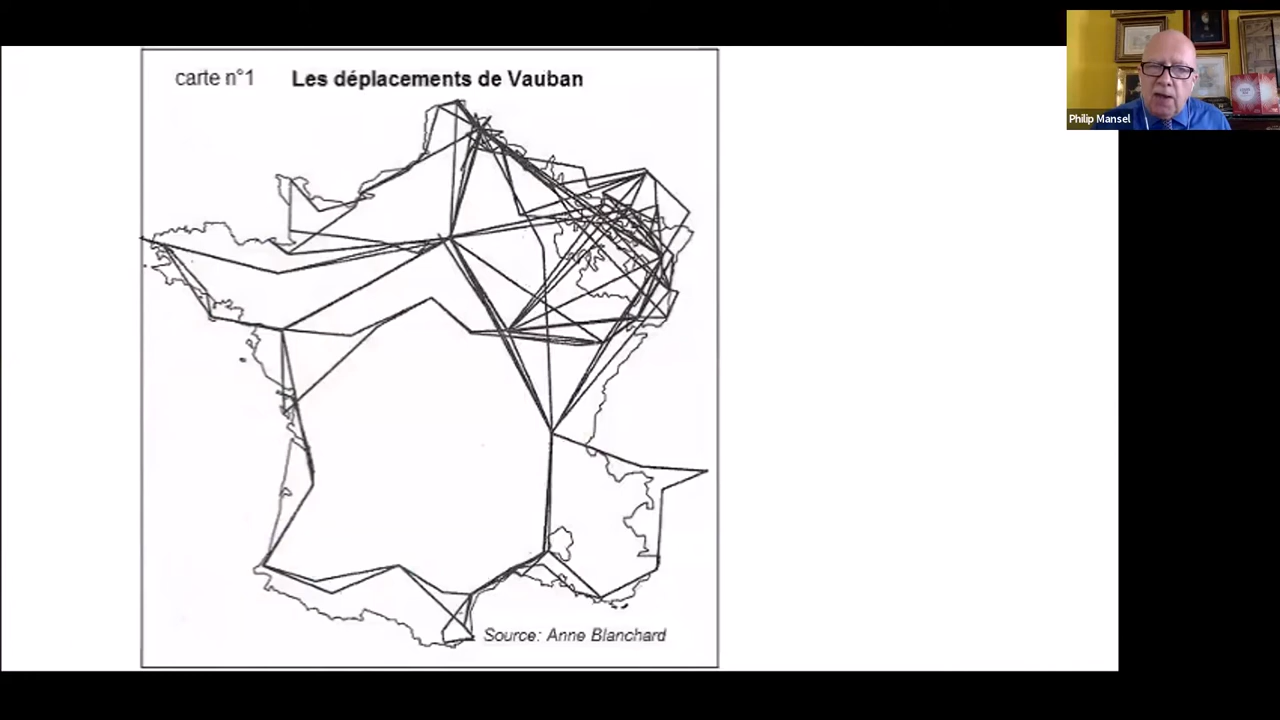 carte n°1 Les déplacements de Vauban
Source: Anne Blanchard
Philip Mansel